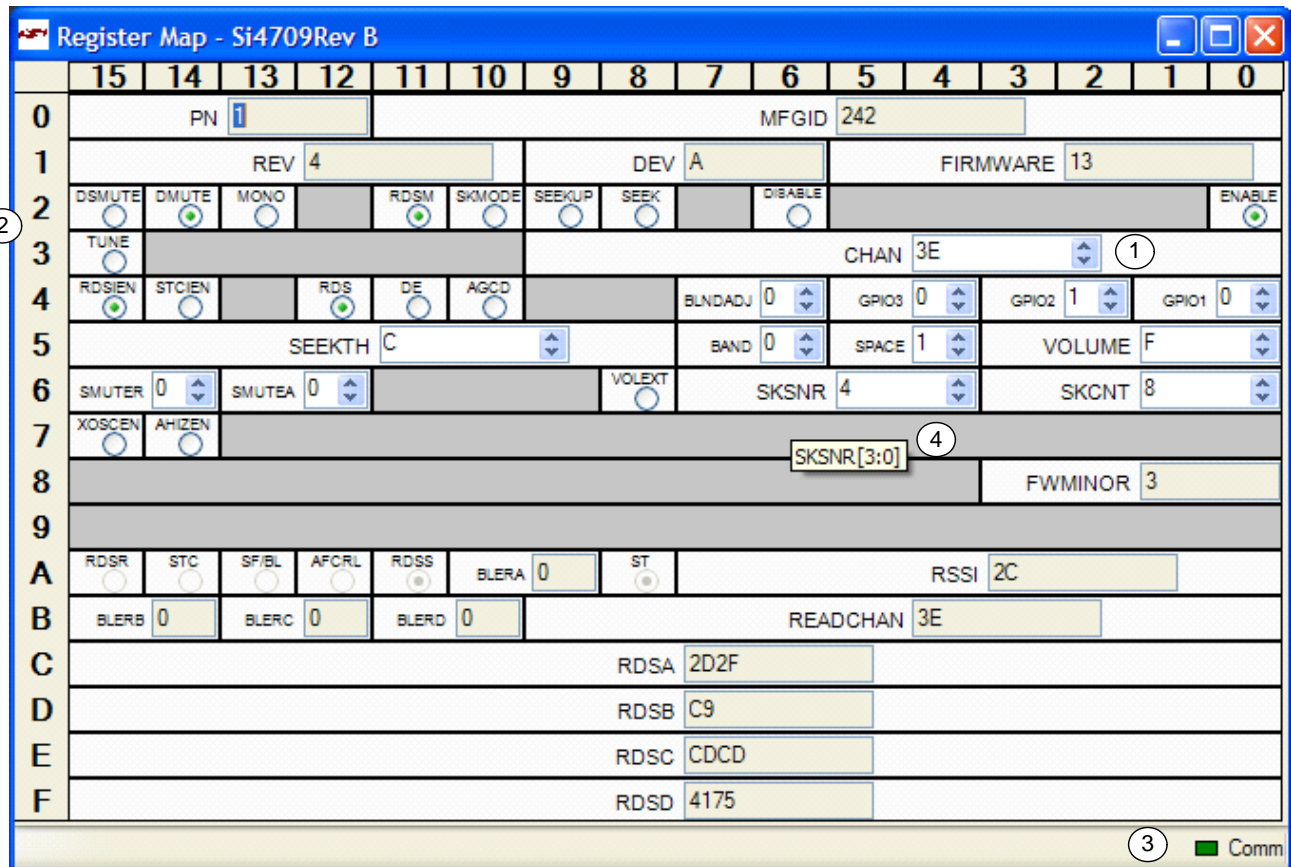 Register Map - Si4709Rev B
15 14 13 12 11 10 9 8 7 6 5 4 3 2 1 0
0 PN 1 MFGID 242
1 REV 4 DEV A FIRMWARE 13
2 DSMUTE DMUTE MONO RDSM SKMODE SEEKUP SEEK DISABLE ENABLE
2
3 TUNE CHAN 3E 1
4 RDSIEN STCIEN RDS DE AGCD BLNDADJ 0 GPIO3 0 GPIO2 1 GPIO1 0
5 SEEKTH C BAND 0 SPACE 1 VOLUME F
6 SMUTER 0 SMUTEA 0 VOLEXT SKSNR 4 SKCNT 8
7 XOSCEN AHIZEN
SKSNR[3:0] 4
8 FWMINOR 3
9
A RDSR STC SF/BL AFCRL RDSS BLERA 0 ST RSSI 2C
B BLERB 0 BLERC 0 BLERD 0 READCHAN 3E
C RDSA 2D2F
D RDSB C9
E RDSC CDCD
F RDSD 4175
3 Comm